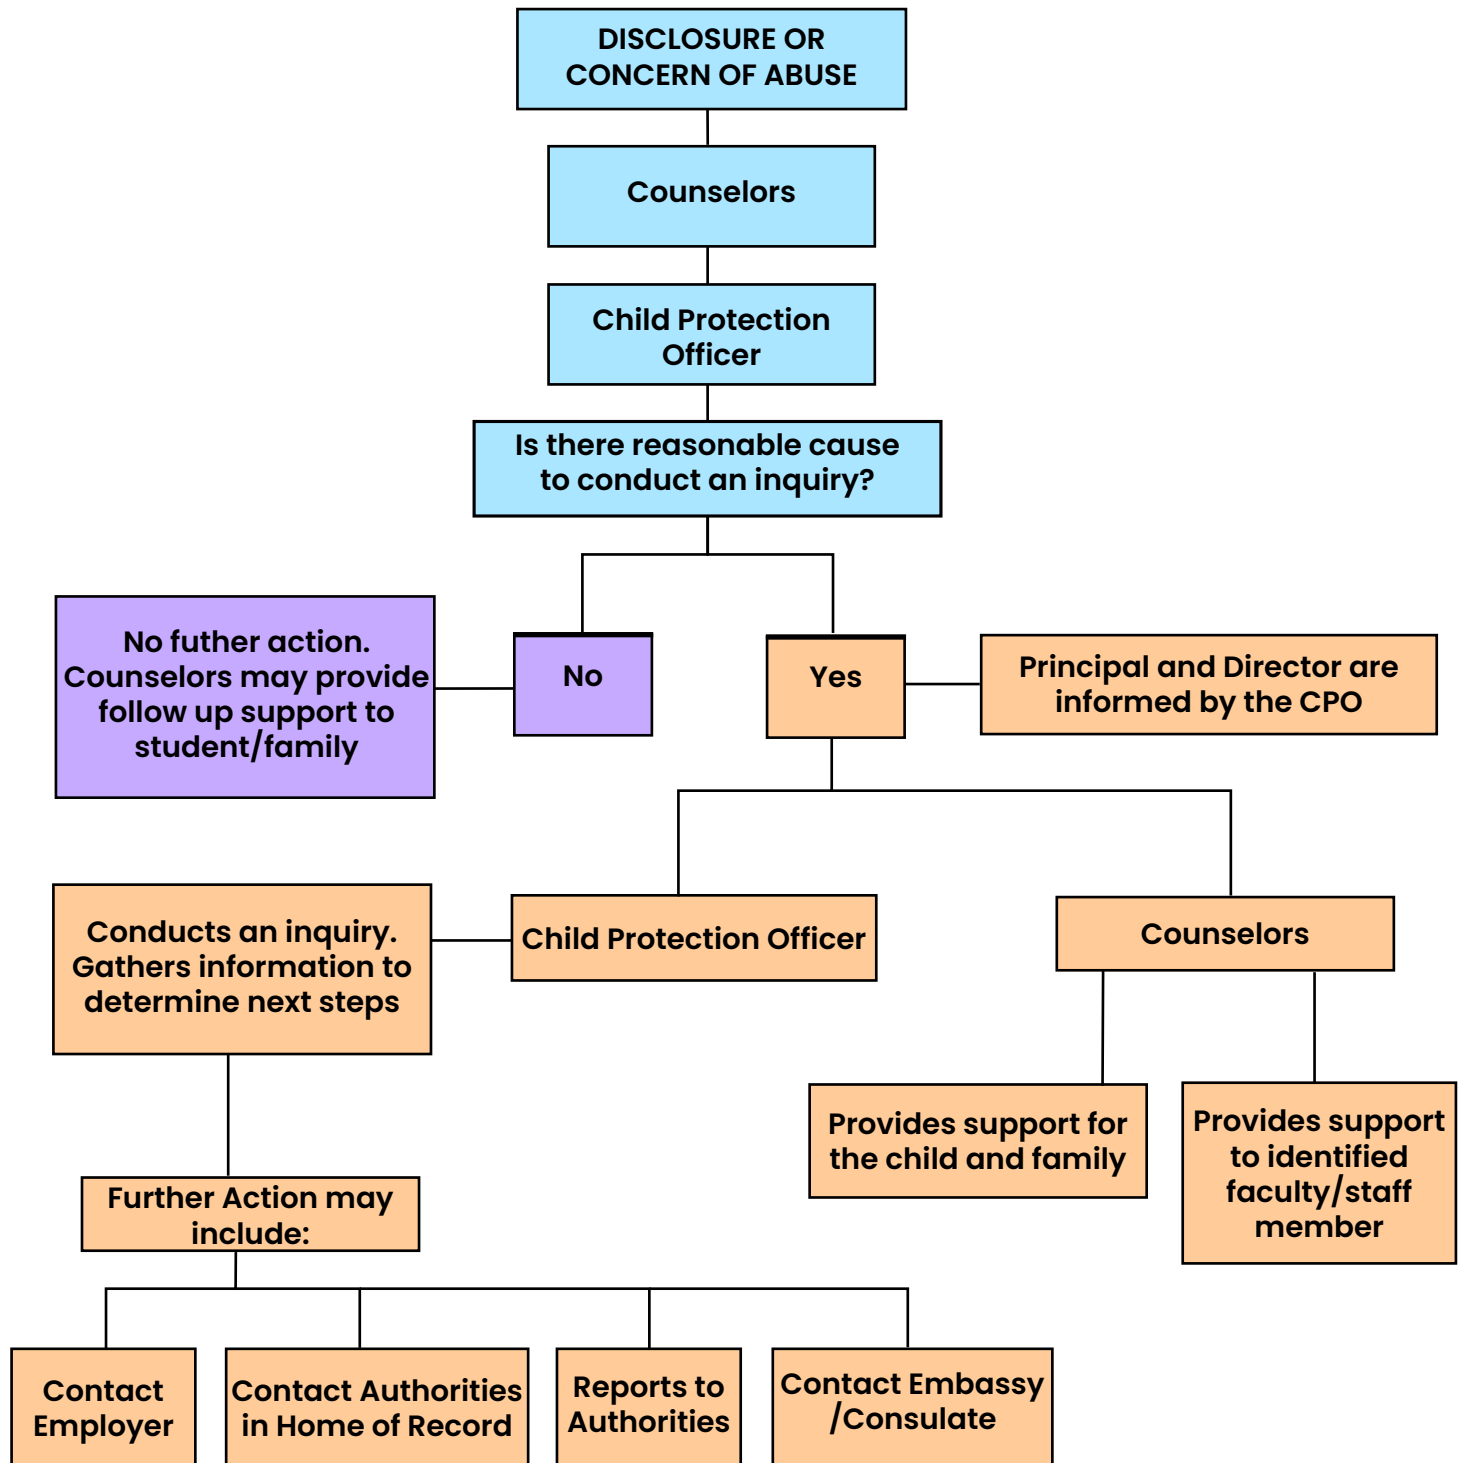 DISCLOSURE OR
CONCERN OF ABUSE
Counselors
Child Protection
Officer
Is there reasonable cause
to conduct an inquiry?
No futher action.
Counselors may provide
follow up support to
student/family
No
Yes
Principal and Director are
informed by the CPO
Conducts an inquiry.
Gathers information to
determine next steps
Child Protection Officer
Counselors
Provides support for
the child and family
Provides support
to identified
faculty/staff
member
Further Action may
include:
Contact
Employer
Contact Authorities
in Home of Record
Reports to
Authorities
Contact Embassy
/Consulate